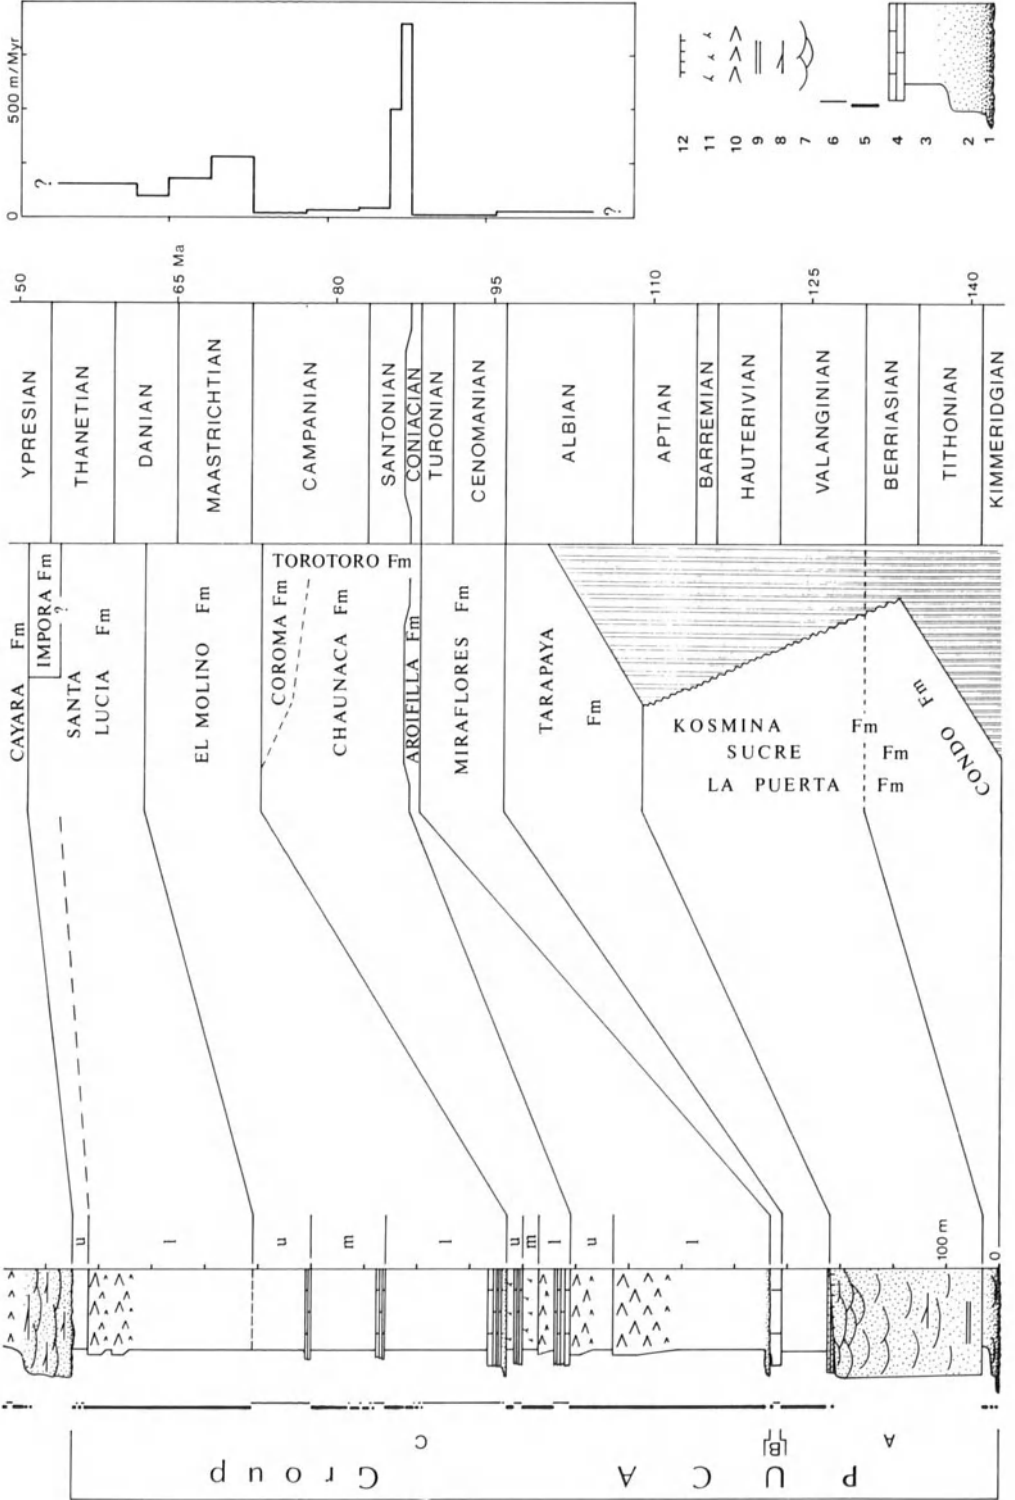 500 m/Myr
0
?
?
12
11
10
9
8
7
6
5
4
3
2
1
50
65 Ma
80
95
110
125
140
YPRESIAN
THANETIAN
DANIAN
MAASTRICHTIAN
CAMPANIAN
SANTONIAN
CONIACIAN
TURONIAN
CENOMANIAN
ALBIAN
APTIAN
BARREMIAN
HAUTERIVIAN
VALANGINIAN
BERRIASIAN
TITHONIAN
KIMMERIDGIAN
CAYARA Fm
IMPORA Fm
?
SANTA
LUCIA Fm
EL MOLINO Fm
TOROTORO Fm
COROMA Fm
CHAUNACA Fm
AROIFILLA Fm
MIRAFLORES Fm
TARAPAYA
Fm
KOSMINA Fm
SUCRE Fm
LA PUERTA Fm
CONDO Fm
u
l
u
m
l
u
m
l
u
l
100 m
0
A
B
C
PUCA Group